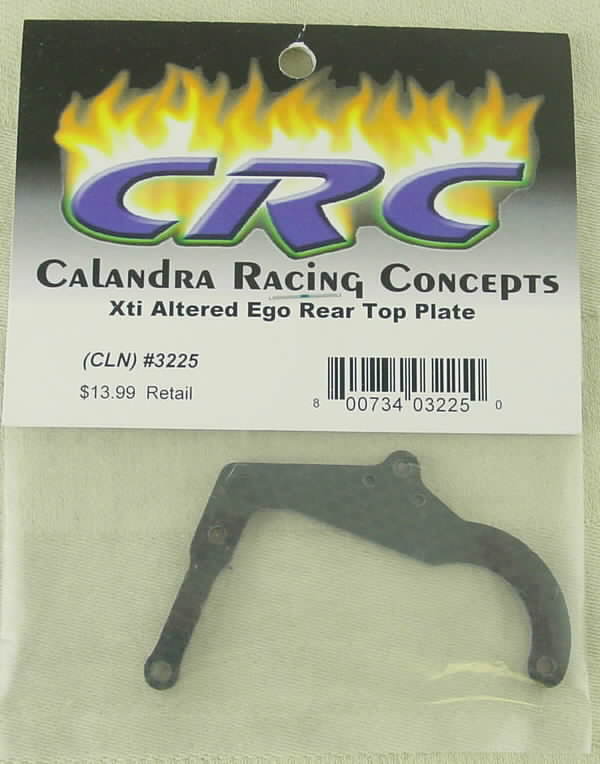 CRC
Calandra Racing Concepts
Xti Altered Ego Rear Top Plate
(CLN) #3225
$13.99 Retail
8 00734 03225 0